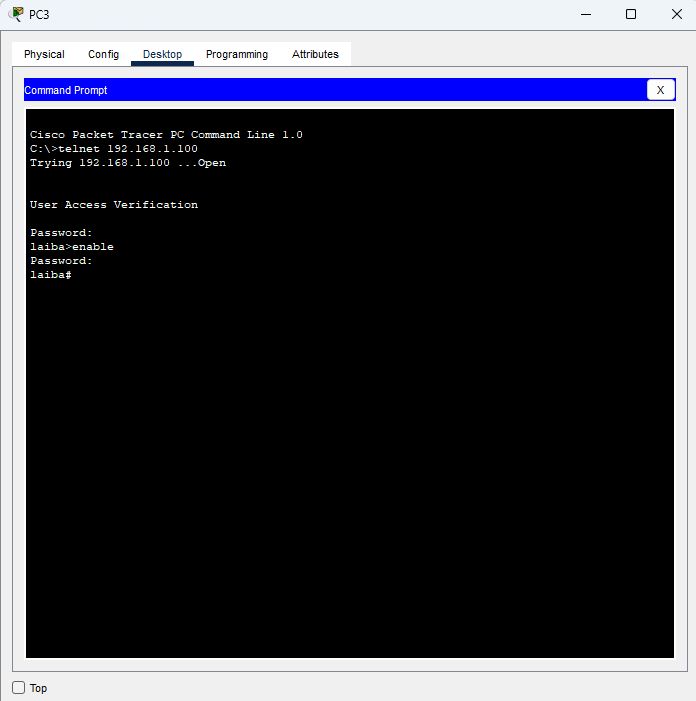 PC3
Physical Config Desktop Programming Attributes
Command Prompt X
Cisco Packet Tracer PC Command Line 1.0
C:\>telnet 192.168.1.100
Trying 192.168.1.100 ...Open
User Access Verification
Password:
laiba>enable
Password:
laiba#
Top